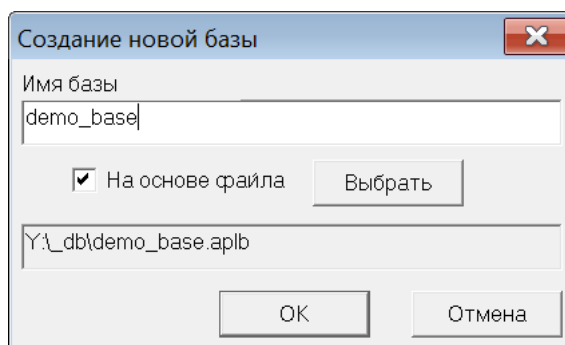 Создание новой базы
Имя базы
demo_base
На основе файла Выбрать
Y:\_db\demo_base.aplb
OK Отмена